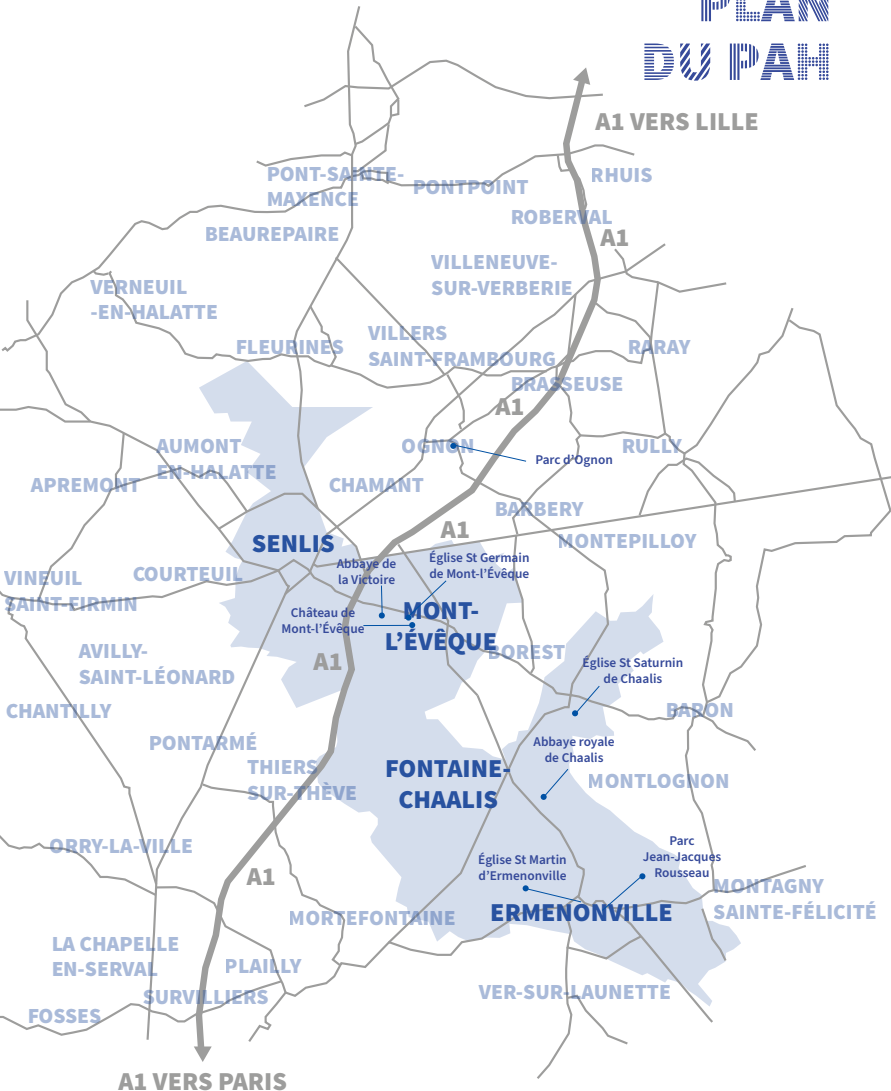 PLAN
DU PAH
A1 VERS LILLE
PONT-SAINTE-
MAXENCE
PONTPOINT
RHUIS
ROBERVAL
BEAUREPAIRE
A1
VILLENEUVE-
SUR-VERBERIE
VERNEUIL
-EN-HALATTE
FLEURINES
VILLERS
SAINT-FRAMBOURG
RARAY
BRASSEUSE
A1
AUMONT
EN-HALATTE
OGNON
Parc d’Ognon
RULLY
APREMONT
CHAMANT
BARBERY
A1
MONTEPILLOY
SENLIS
Abbaye de
la Victoire
Église St Germain
de Mont-l’Évêque
VINEUIL
SAINT-FIRMIN
COURTEUIL
Château de
Mont-l’Évêque
MONT-
L’ÉVÊQUE
AVILLY-
SAINT-LÉONARD
A1
BOREST
Église St Saturnin
de Chaalis
CHANTILLY
BARON
PONTARMÉ
Abbaye royale
de Chaalis
THIERS
SUR-THÈVE
FONTAINE-
CHAALIS
MONTLOGNON
ORRY-LA-VILLE
Parc
Jean-Jacques
Rousseau
A1
Église St Martin
d’Ermenonville
MONTAGNY
SAINTE-FÉLICITÉ
MORTEFONTAINE
ERMENONVILLE
LA CHAPELLE
EN-SERVAL
PLAILLY
SURVILLIERS
VER-SUR-LAUNETTE
FOSSES
A1 VERS PARIS